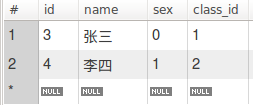 # id name sex class_id
1 3 张三 0 1
2 4 李四 1 2
* NULL NULL NULL NULL